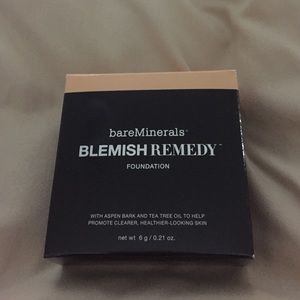 bareMinerals®
BLEMISH REMEDY™
FOUNDATION
WITH ASPEN BARK AND TEA TREE OIL TO HELP
PROMOTE CLEARER, HEALTHIER-LOOKING SKIN
net wt 6 g / 0.21 oz.